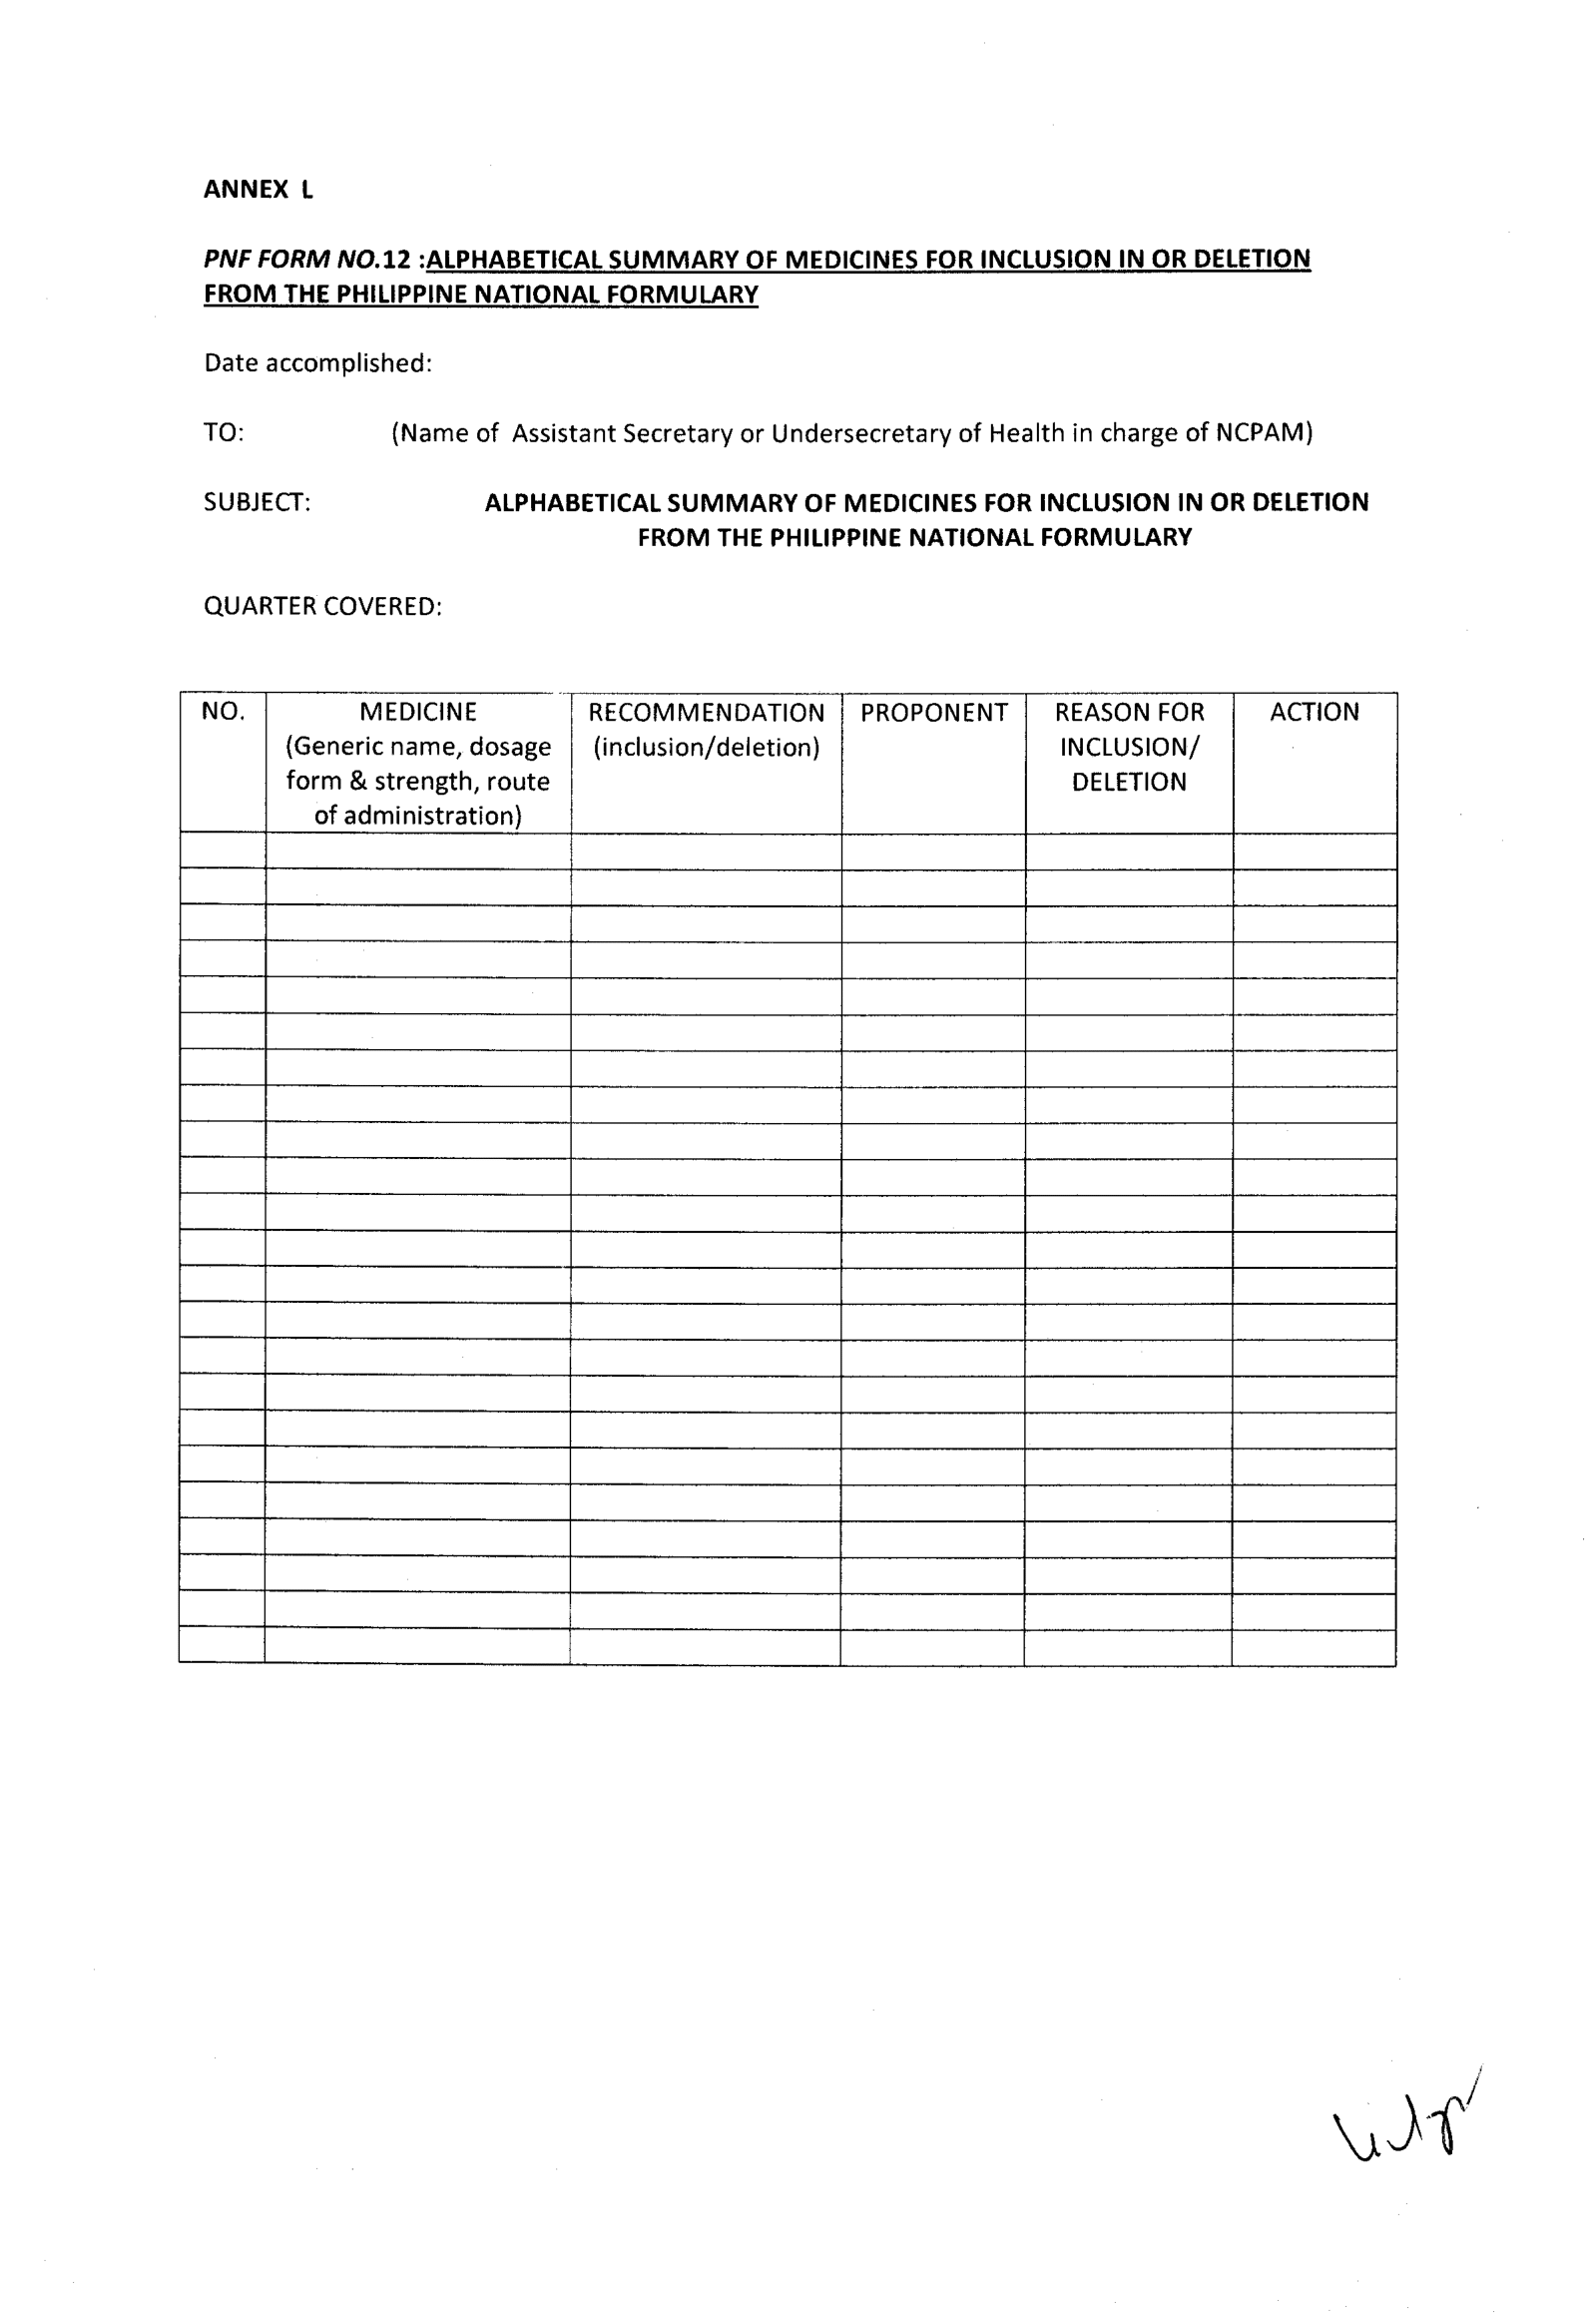 ANNEX L
PNF FORM NO.12 :ALPHABETICAL SUMMARY OF MEDICINES FOR INCLUSION IN OR DELETION
FROM THE PHILIPPINE NATIONAL FORMULARY
Date accomplished:
TO: (Name of Assistant Secretary or Undersecretary of Health in charge of NCPAM)
SUBJECT: ALPHABETICAL SUMMARY OF MEDICINES FOR INCLUSION IN OR DELETION
FROM THE PHILIPPINE NATIONAL FORMULARY
QUARTER COVERED:
NO.
MEDICINE
(Generic name, dosage
form & strength, route
of administration)
RECOMMENDATION
(inclusion/deletion)
PROPONENT
REASON FOR
INCLUSION/
DELETION
ACTION